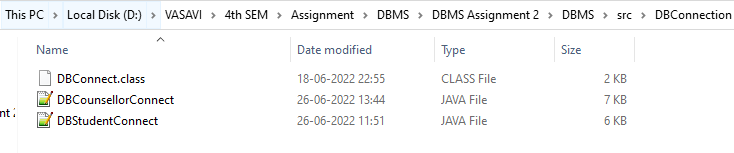 This PC > Local Disk (D:) > VASAVI > 4th SEM > Assignment > DBMS > DBMS Assignment 2 > DBMS > src > DBConnection
Name Date modified Type Size
DBConnect.class 18-06-2022 22:55 CLASS File 2 KB
DBCounsellorConnect 26-06-2022 13:44 JAVA File 7 KB
DBStudentConnect 26-06-2022 11:51 JAVA File 6 KB